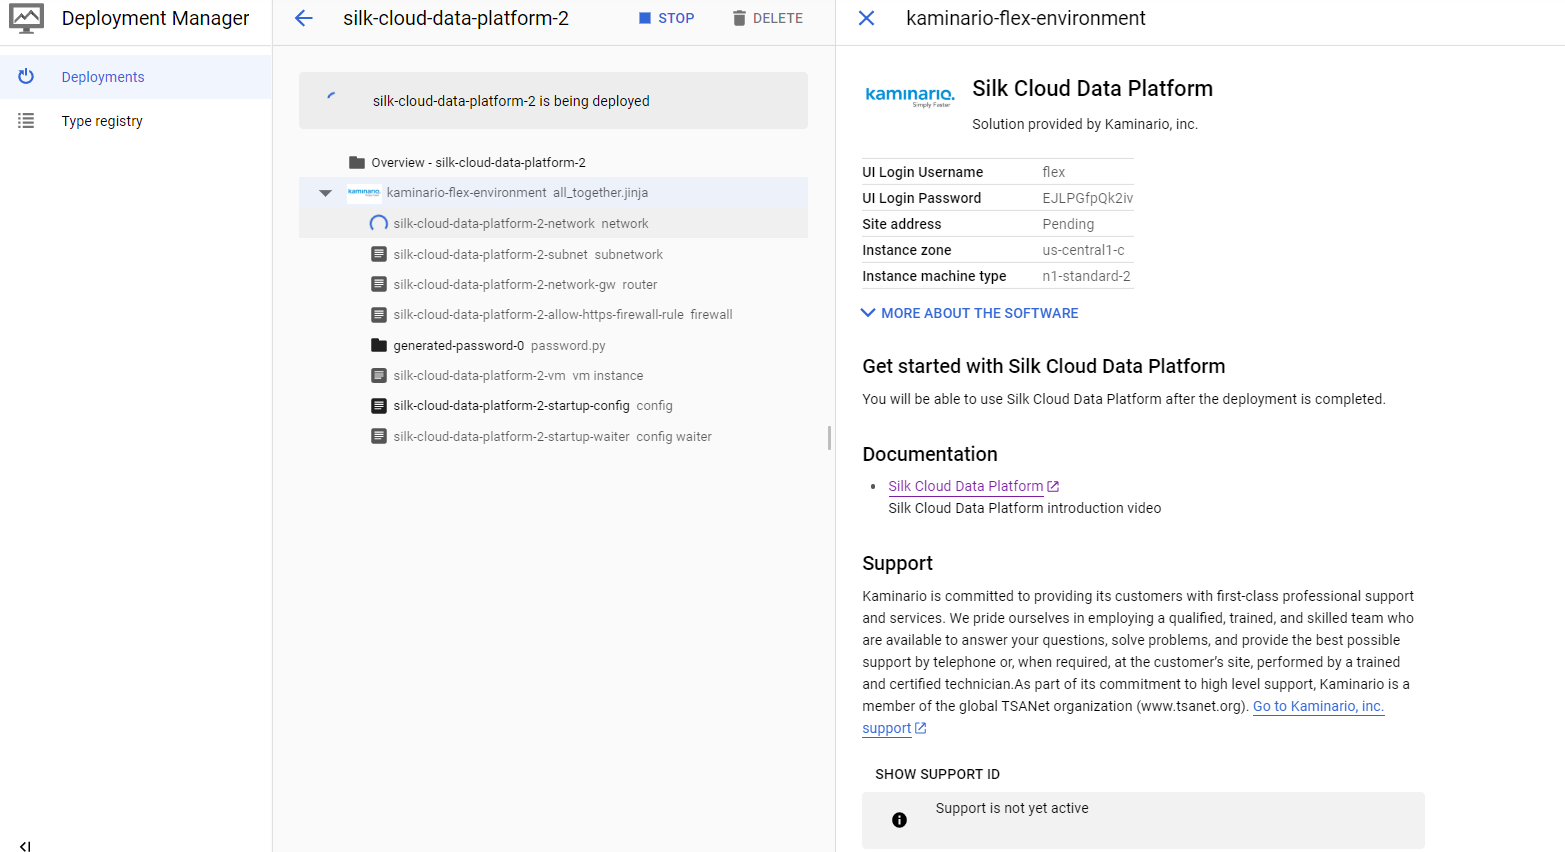 Deployment Manager
Deployments
Type registry
silk-cloud-data-platform-2
STOP
DELETE
silk-cloud-data-platform-2 is being deployed
Overview - silk-cloud-data-platform-2
kaminario. kaminario-flex-environment all_together.jinja
silk-cloud-data-platform-2-network network
silk-cloud-data-platform-2-subnet subnetwork
silk-cloud-data-platform-2-network-gw router
silk-cloud-data-platform-2-allow-https-firewall-rule firewall
generated-password-0 password.py
silk-cloud-data-platform-2-vm vm instance
silk-cloud-data-platform-2-startup-config config
silk-cloud-data-platform-2-startup-waiter config waiter
kaminario-flex-environment
kaminario.
Simply Faster
Silk Cloud Data Platform
Solution provided by Kaminario, inc.
UI Login Username flex
UI Login Password EJLPGfpQk2iv
Site address Pending
Instance zone us-central1-c
Instance machine type n1-standard-2
MORE ABOUT THE SOFTWARE
Get started with Silk Cloud Data Platform
You will be able to use Silk Cloud Data Platform after the deployment is completed.
Documentation
• Silk Cloud Data Platform
Silk Cloud Data Platform introduction video
Support
Kaminario is committed to providing its customers with first-class professional support
and services. We pride ourselves in employing a qualified, trained, and skilled team who
are available to answer your questions, solve problems, and provide the best possible
support by telephone or, when required, at the customer's site, performed by a trained
and certified technician.As part of its commitment to high level support, Kaminario is a
member of the global TSANet organization (www.tsanet.org). Go to Kaminario, inc.
support
SHOW SUPPORT ID
Support is not yet active